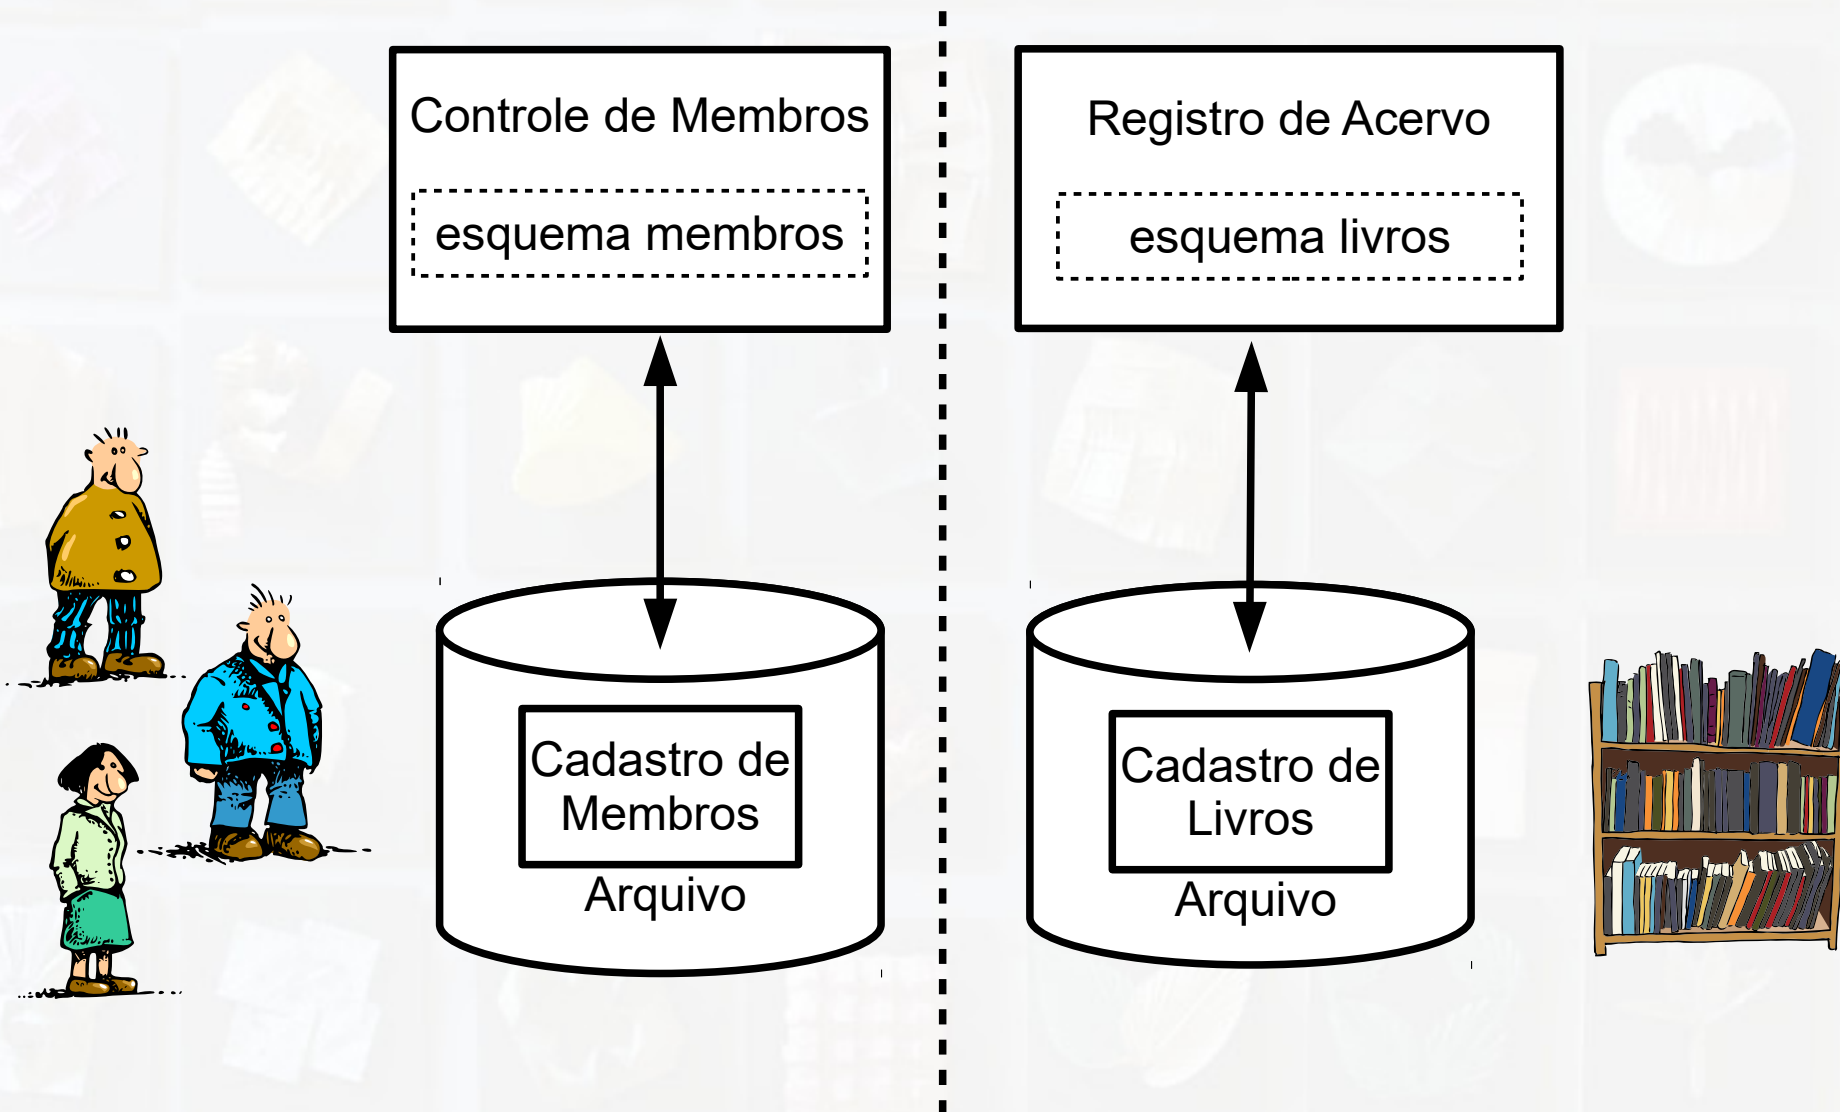 Controle de Membros
esquema membros
Cadastro de
Membros
Arquivo
Registro de Acervo
esquema livros
Cadastro de
Livros
Arquivo